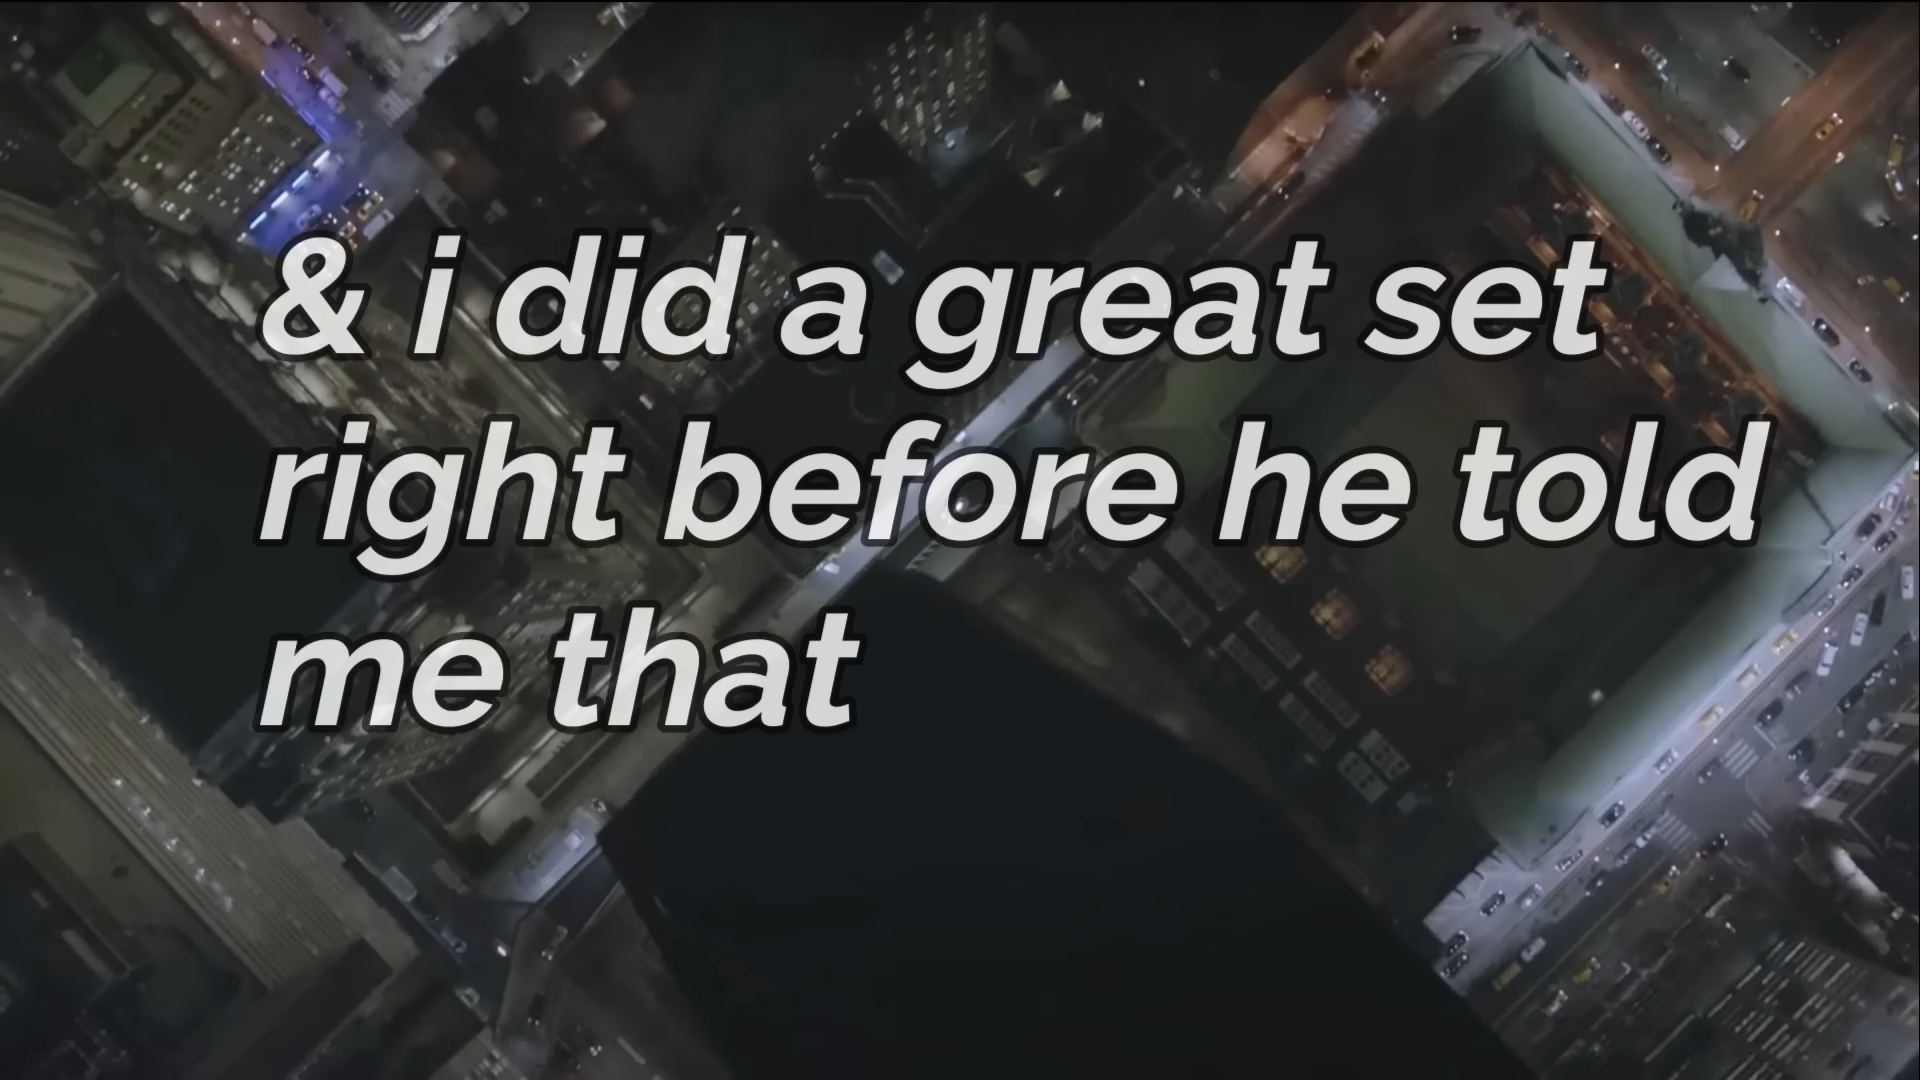 & i did a great set
right before he told
me that